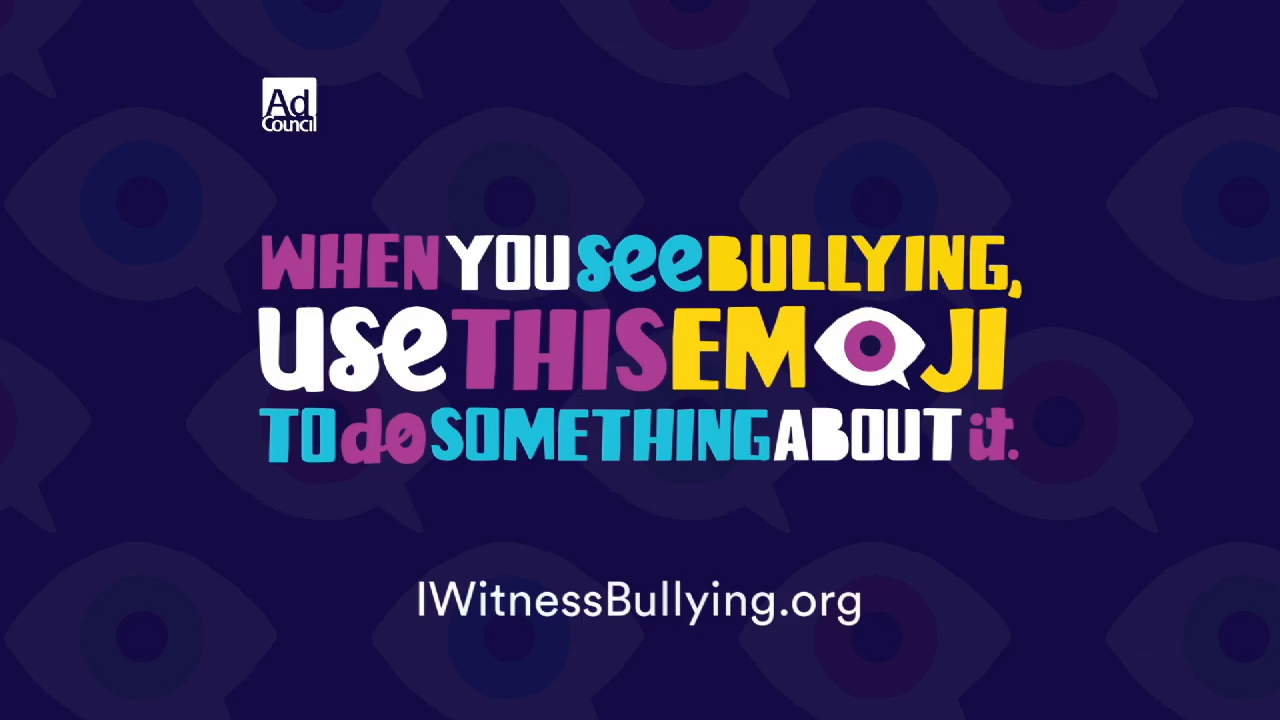 Ad
Council
WHEN YOU see BULLYING,
use THIS EMOJI
TO do SOMETHING ABOUT it.
IWitnessBullying.org